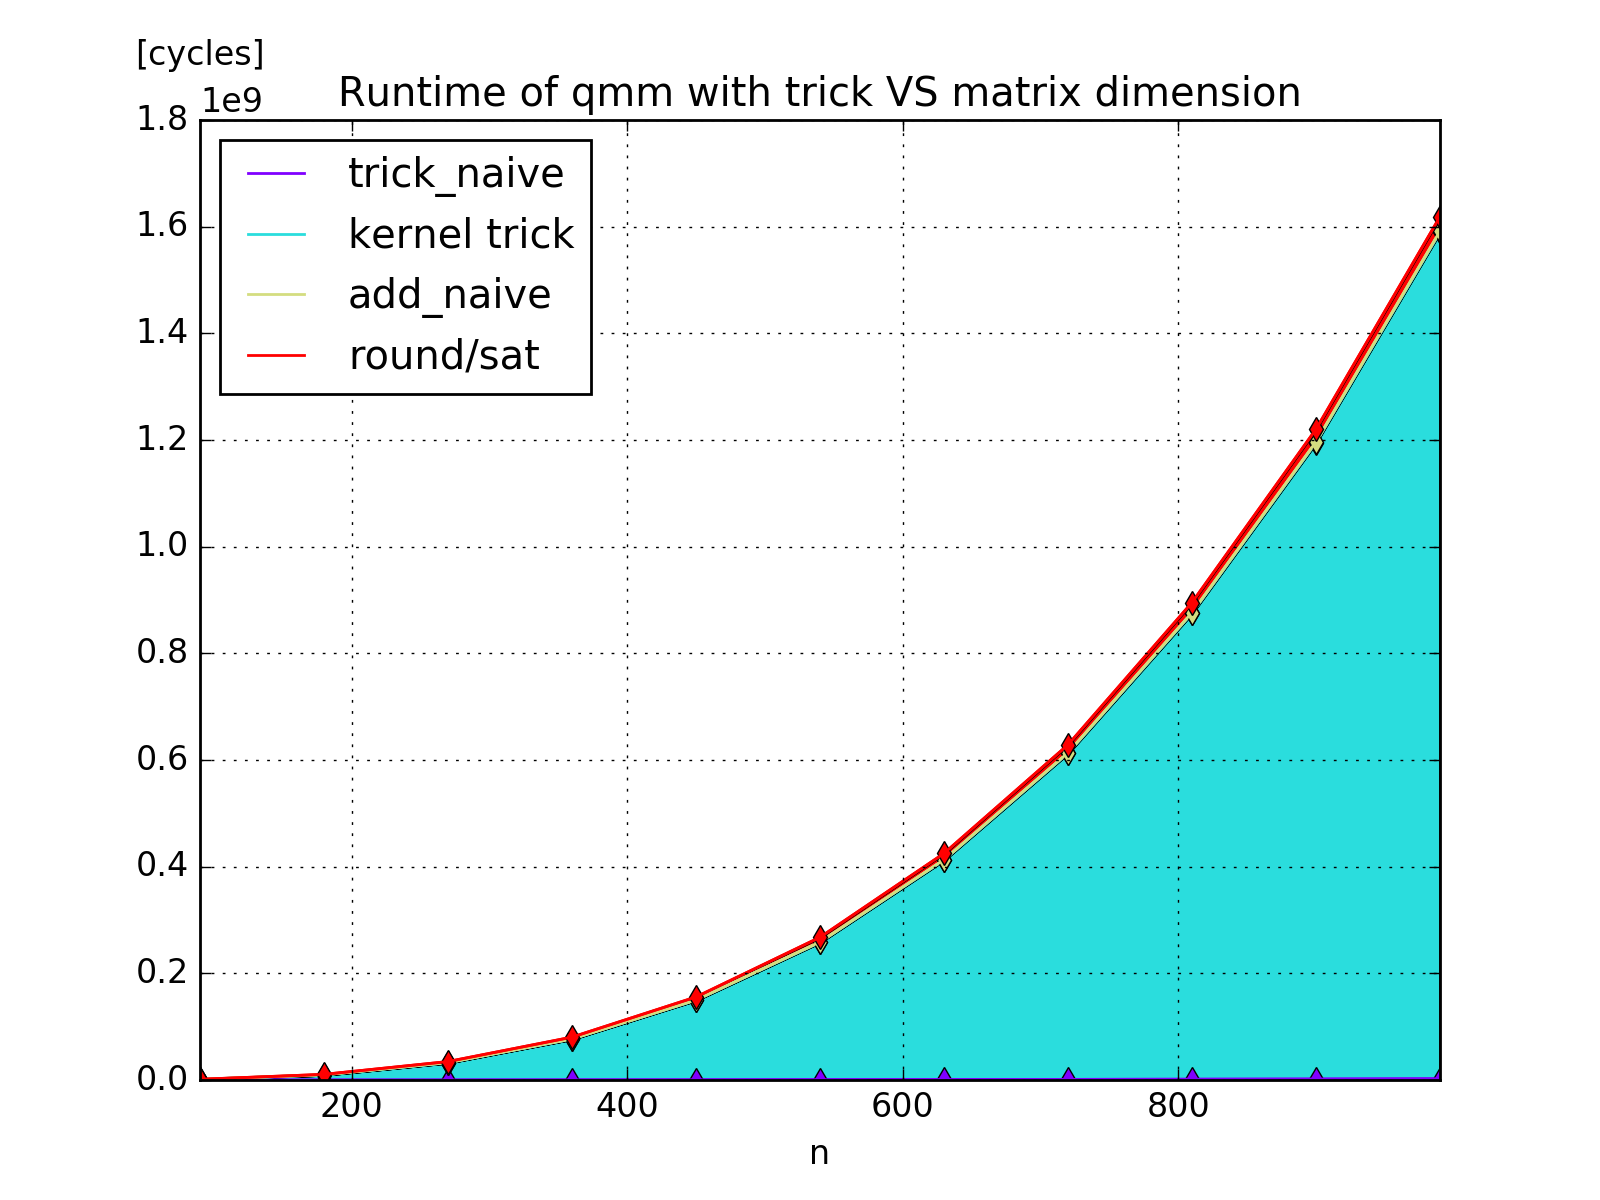 [cycles]
1e9
Runtime of qmm with trick VS matrix dimension
1.8
1.6
1.4
1.2
1.0
0.8
0.6
0.4
0.2
0.0
trick_naive
kernel trick
add_naive
round/sat
200 400 600 800
n